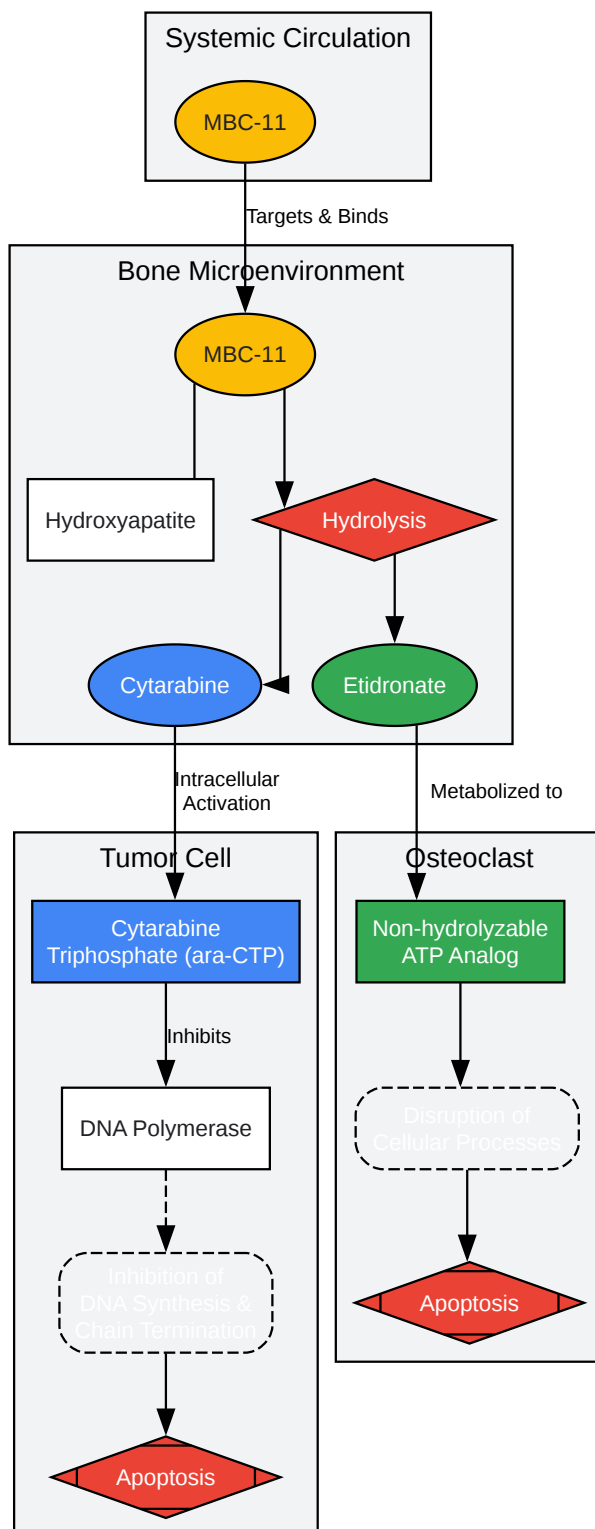 Systemic Circulation
MBC-11
Targets & Binds
Bone Microenvironment
MBC-11
Hydroxyapatite
Hydrolysis
Cytarabine
Etidronate
Intracellular
Activation
Metabolized to
Tumor Cell
Cytarabine
Triphosphate (ara-CTP)
Inhibits
DNA Polymerase
Inhibition of
DNA Synthesis &
Chain Termination
Apoptosis
Osteoclast
Non-hydrolyzable
ATP Analog
Disruption of
Cellular Processes
Apoptosis